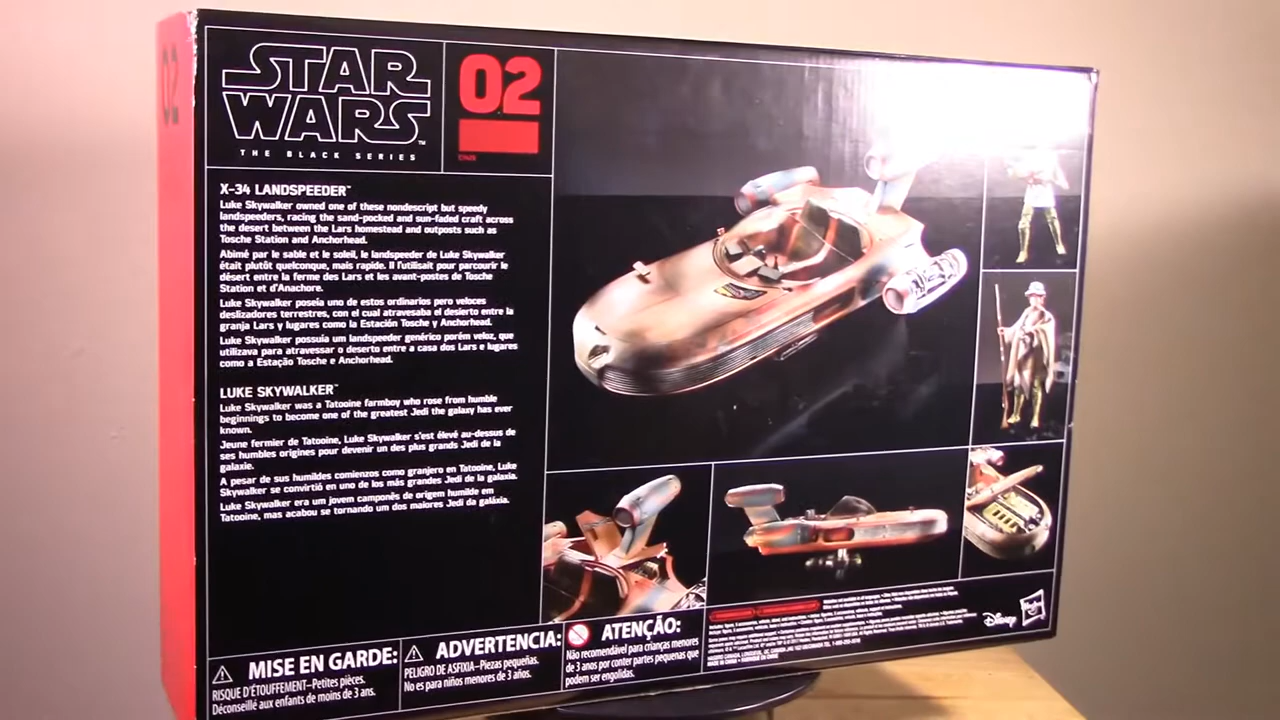 02
STAR
WARS
™
THE BLACK SERIES
02
X-34 LANDSPEEDER™
Luke Skywalker owned one of these nondescript but speedy
landspeeders, racing the sand-pocked and sun-faded craft across
the desert between the Lars homestead and outposts such as
Tosche Station and Anchorhead.
Abîmé par le sable et le soleil, le landspeeder de Luke Skywalker
était plutôt quelconque, mais rapide. Il l'utilisait pour parcourir le
désert entre la ferme des Lars et les avant-postes de Tosche
Station et d'Anachore.
Luke Skywalker poseía uno de estos ordinarios pero veloces
deslizadores terrestres, con el cual atravesaba el desierto entre la
granja Lars y lugares como la Estación Tosche y Anchorhead.
Luke Skywalker possuía um landspeeder genérico porém veloz, que
utilizava para atravessar o deserto entre a casa dos Lars e lugares
como a Estação Tosche e Anchorhead.
LUKE SKYWALKER™
Luke Skywalker was a Tatooine farmboy who rose from humble
beginnings to become one of the greatest Jedi the galaxy has ever
known.
Jeune fermier de Tatooine, Luke Skywalker s'est élevé au-dessus de
ses humbles origines pour devenir un des plus grands Jedi de la
galaxie.
A pesar de sus humildes comienzos como granjero en Tatooine, Luke
Skywalker se convirtió en uno de los más grandes Jedi de la galaxia.
Luke Skywalker era um jovem camponês de origem humilde em
Tatooine, mas acabou se tornando um dos maiores Jedi da galáxia.
MISE EN GARDE:
RISQUE D'ÉTOUFFEMENT–Petites pièces.
Déconseillé aux enfants de moins de 3 ans.
ADVERTENCIA:
PELIGRO DE ASFIXIA–Piezas pequeñas.
No es para niños menores de 3 años.
ATENÇÃO:
Não recomendável para crianças menores
de 3 anos por conter partes pequenas que
podem ser engolidas.
MADE IN CHINA
Disney
Hasbro